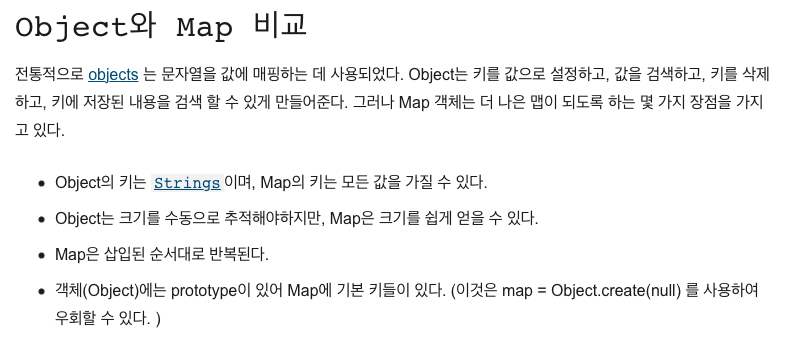 Object와 Map 비교
전통적으로 objects 는 문자열을 값에 매핑하는 데 사용되었다. Object는 키를 값으로 설정하고, 값을 검색하고, 키를 삭제
하고, 키에 저장된 내용을 검색 할 수 있게 만들어준다. 그러나 Map 객체는 더 나은 맵이 되도록 하는 몇 가지 장점을 가지
고 있다.
• Object의 키는 Strings 이며, Map의 키는 모든 값을 가질 수 있다.
• Object는 크기를 수동으로 추적해야하지만, Map은 크기를 쉽게 얻을 수 있다.
• Map은 삽입된 순서대로 반복된다.
• 객체(Object)에는 prototype이 있어 Map에 기본 키들이 있다. (이것은 map = Object.create(null) 를 사용하여
우회할 수 있다. )